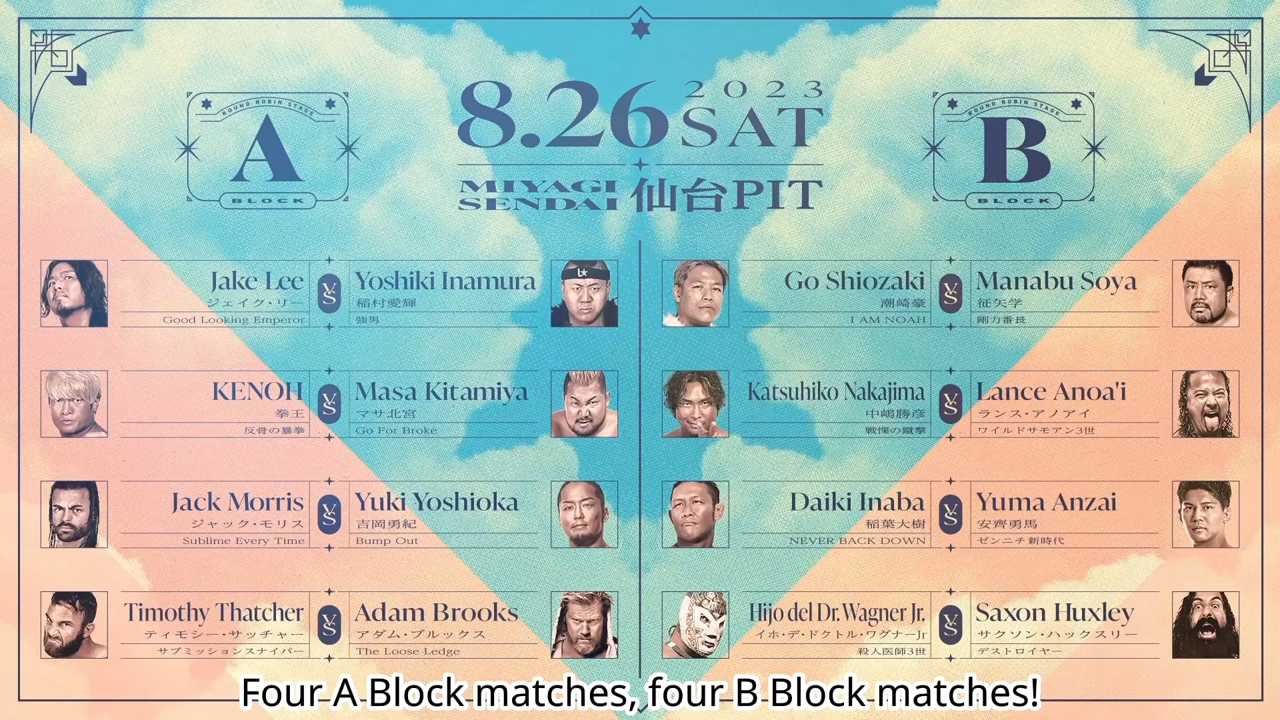 8.26 2023 SAT
MIYAGI SENDAI 仙台PIT
ROUND ROBIN STAGE
A
BLOCK
Jake Lee VS Yoshiki Inamura
ジェイク・リー 稲村愛輝
Good Looking Emperor 強男
KENOH VS Masa Kitamiya
拳王 マサ北宮
反骨の暴拳 Go For Broke
Jack Morris VS Yuki Yoshioka
ジャック・モリス 吉岡勇紀
Sublime Every Time Bump Out
Timothy Thatcher VS Adam Brooks
ティモシー・サッチャー アダム・ブルックス
サブミッションスナイパー The Loose Ledge
ROUND ROBIN STAGE
B
BLOCK
Go Shiozaki VS Manabu Soya
潮崎豪 征矢学
I AM NOAH 剛力番長
Katsuhiko Nakajima VS Lance Anoa'i
中嶋勝彦 ランス・アノアイ
戦慄の蹴撃 ワイルドサモアン3世
Daiki Inaba VS Yuma Anzai
稲葉大樹 安齊勇馬
NEVER BACK DOWN ゼンニチ新時代
Hijo del Dr.Wagner Jr. VS Saxon Huxley
イホ・デ・ドクトル・ワグナーJr サクソン・ハックスリー
殺人医師3世 デストロイヤー
Four A Block matches, four B Block matches!